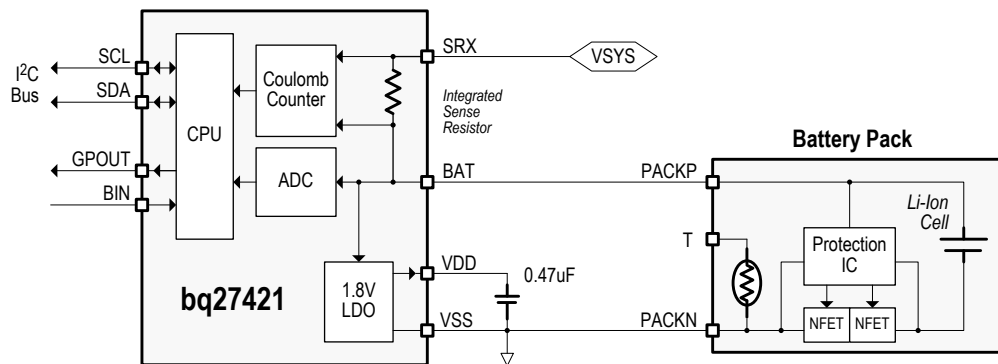 SCL
I²C
Bus
SDA
GPOUT
BIN
CPU
Coulomb
Counter
ADC
bq27421
1.8V
LDO
SRX
VSYS
Integrated
Sense
Resistor
BAT
VDD
0.47uF
VSS
Battery Pack
PACKP
T
PACKN
Li-Ion
Cell
Protection
IC
NFET
NFET